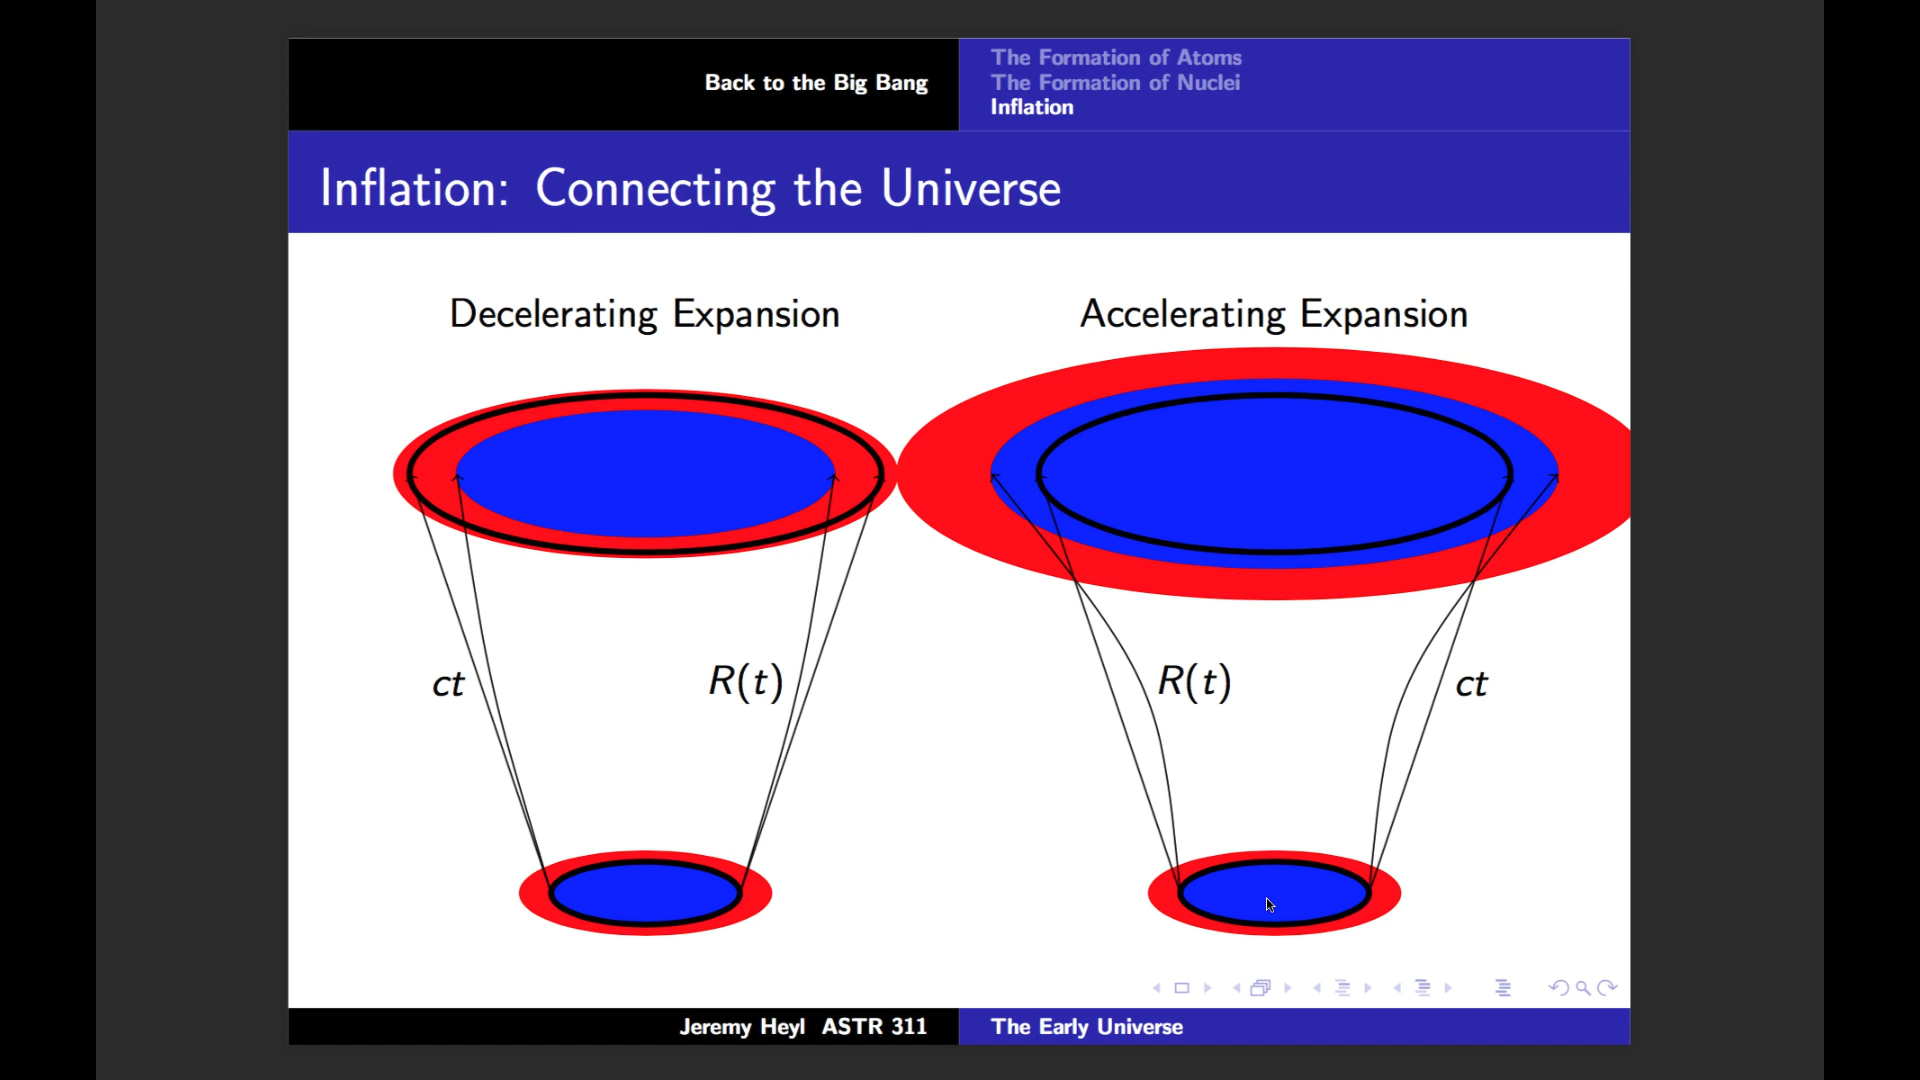 Back to the Big Bang
The Formation of Atoms
The Formation of Nuclei
Inflation
Inflation: Connecting the Universe
Decelerating Expansion
Accelerating Expansion
ct
R(t)
R(t)
ct
Jeremy Heyl ASTR 311
The Early Universe